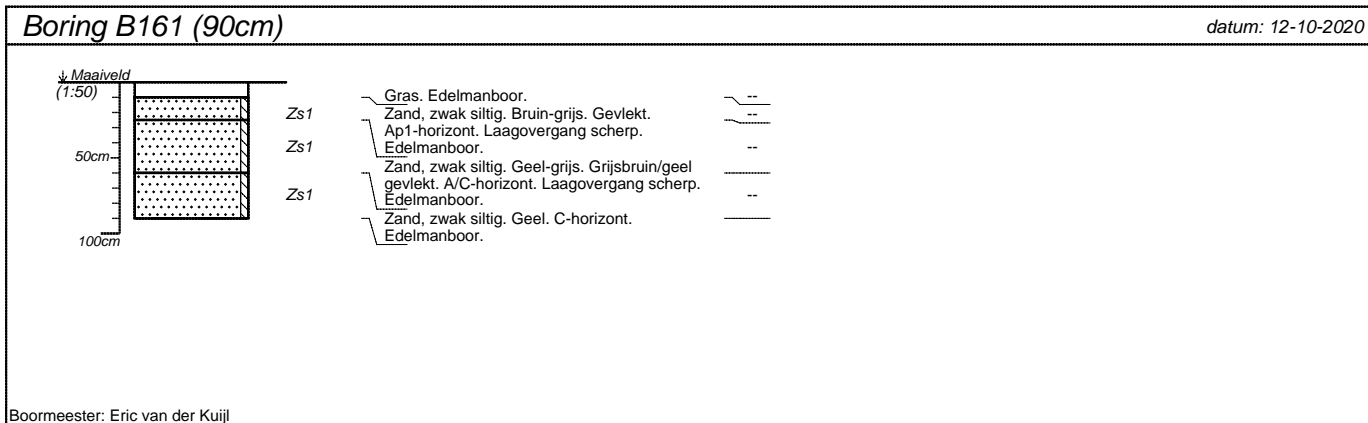 Boring B161 (90cm)
datum: 12-10-2020
Maaiveld
(1:50)
Gras. Edelmanboor.
--
Zs1
Zand, zwak siltig. Bruin-grijs. Gevlekt.
Ap1-horizont. Laagovergang scherp.
Edelmanboor.
--
50cm
Zs1
Zand, zwak siltig. Geel-grijs. Grijsbruin/geel
gevlekt. A/C-horizont. Laagovergang scherp.
Edelmanboor.
--
Zs1
Zand, zwak siltig. Geel. C-horizont.
Edelmanboor.
--
100cm
Boormeester: Eric van der Kuijl